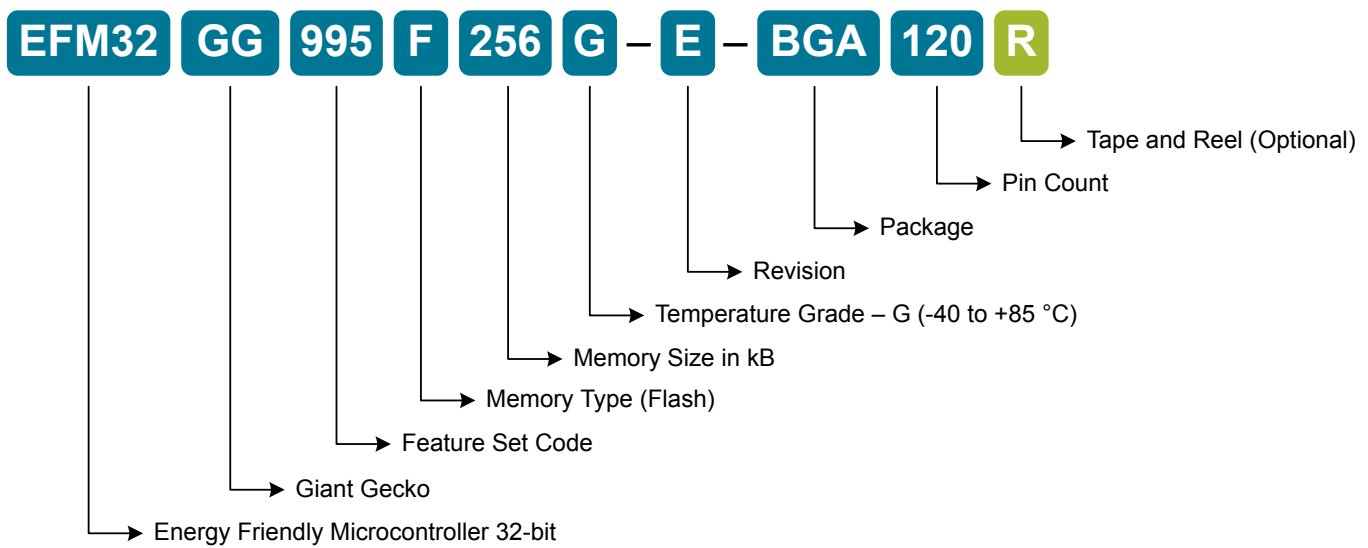 EFM32 GG 995 F 256 G – E – BGA 120 R
Tape and Reel (Optional)
Pin Count
Package
Revision
Temperature Grade – G (-40 to +85 °C)
Memory Size in kB
Memory Type (Flash)
Feature Set Code
Giant Gecko
Energy Friendly Microcontroller 32-bit